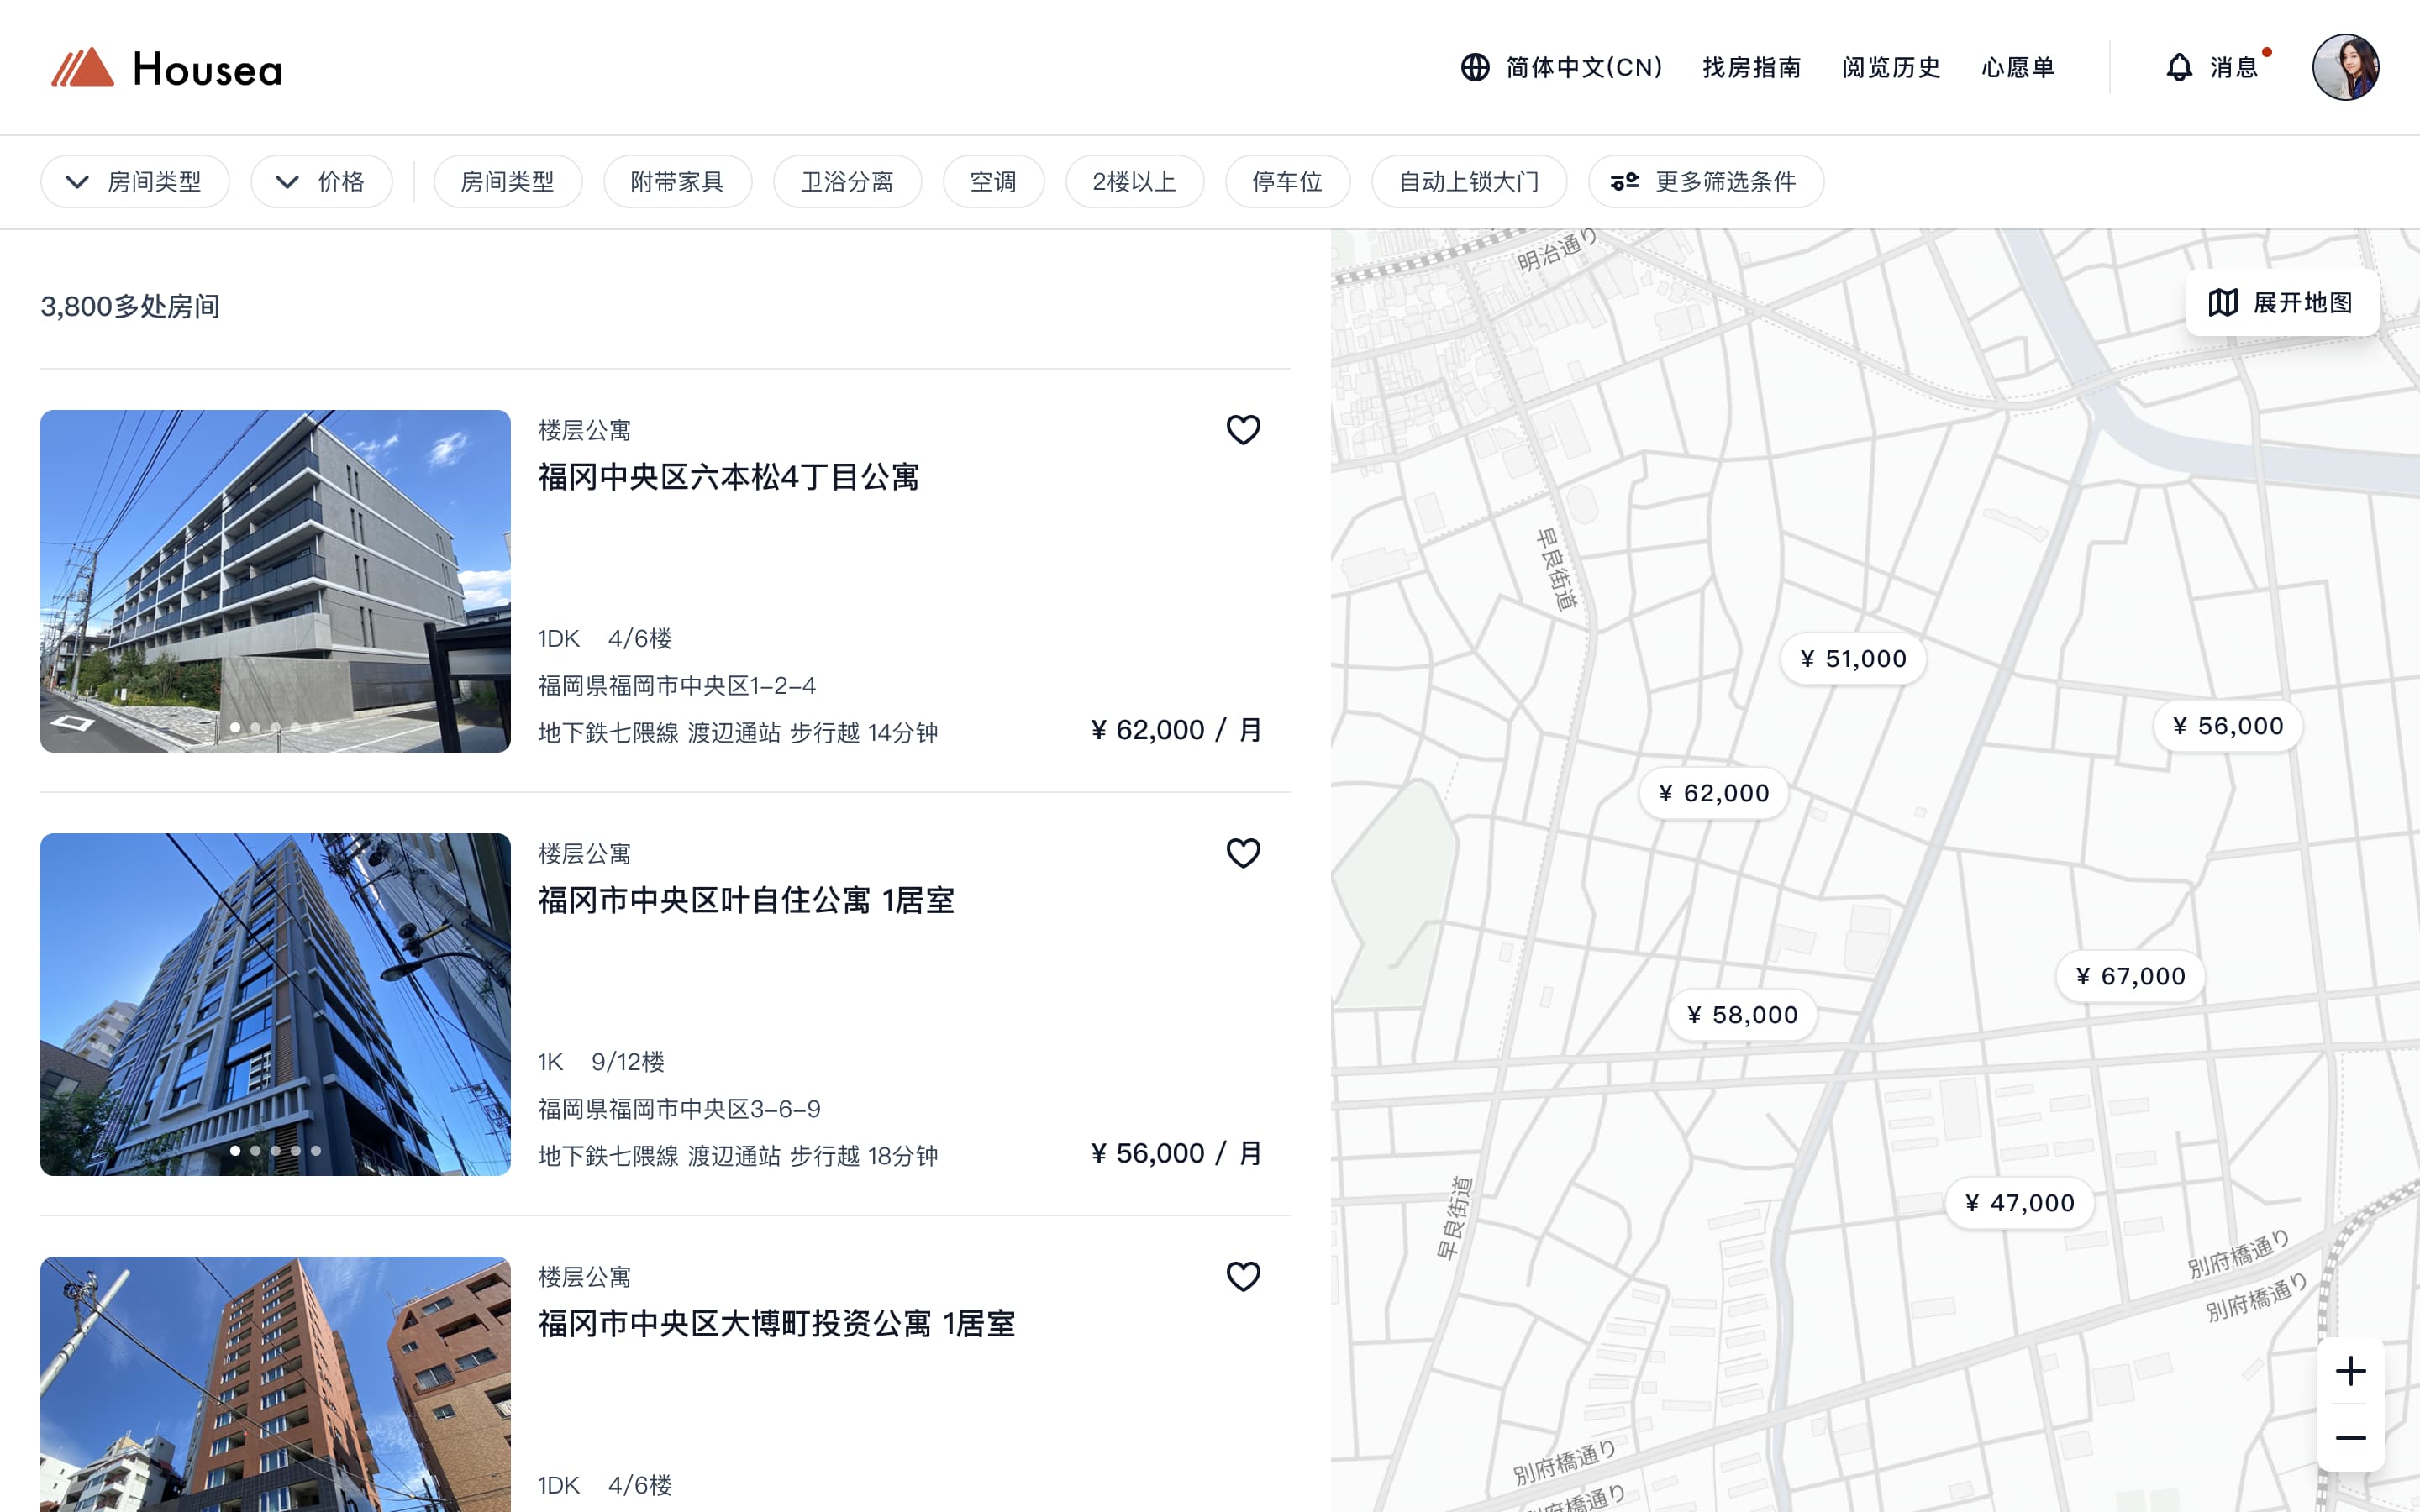 Housea
简体中文(CN)
找房指南
阅览历史
心愿单
消息
房间类型
价格
房间类型
附带家具
卫浴分离
空调
2楼以上
停车位
自动上锁大门
更多筛选条件
3,800多处房间
楼层公寓
福冈中央区六本松4丁目公寓
1DK 4/6楼
福岡県福岡市中央区1-2-4
地下鉄七隈線 渡辺通站 步行越 14分钟
¥ 62,000 / 月
楼层公寓
福冈市中央区叶自住公寓 1居室
1K 9/12楼
福岡県福岡市中央区3-6-9
地下鉄七隈線 渡辺通站 步行越 18分钟
¥ 56,000 / 月
楼层公寓
福冈市中央区大博町投资公寓 1居室
1DK 4/6楼
明治通り
展开地图
早良街道
¥ 51,000
¥ 56,000
¥ 62,000
¥ 67,000
¥ 58,000
早良街道
¥ 47,000
別府橋通り
別府橋通り
別府橋通り
別府橋通り